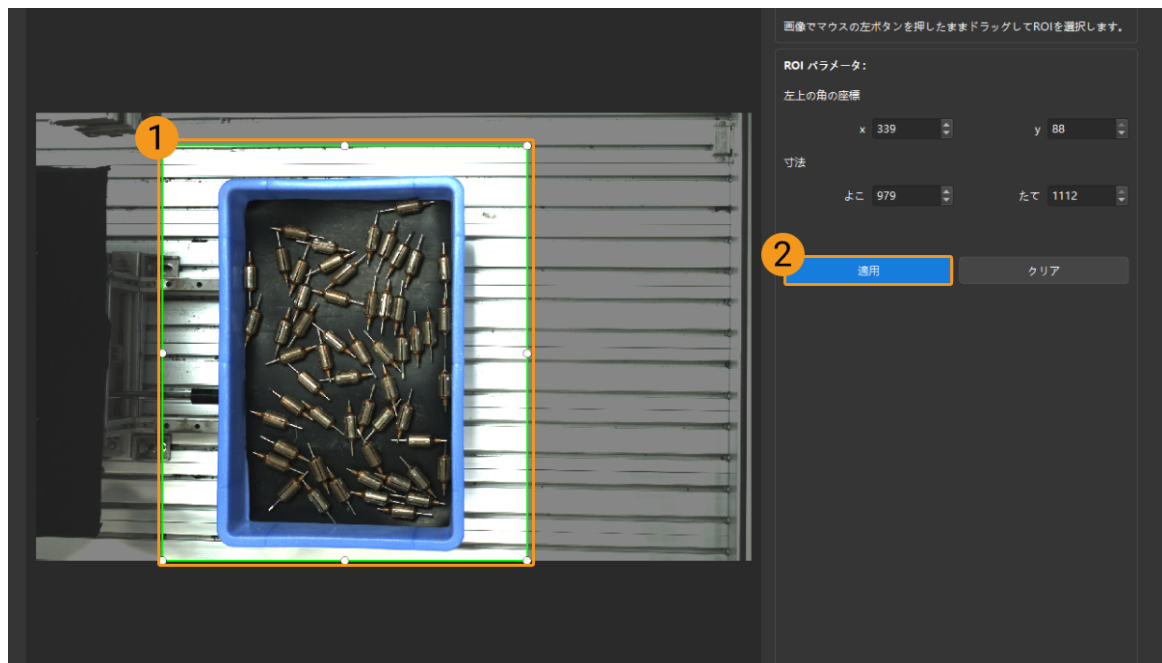 画像でマウスの左ボタンを押したままドラッグしてROIを選択します。
ROI パラメータ:
左上の角の座標
x 339 y 88
寸法
よこ 979 たて 1112
適用 クリア
1
2